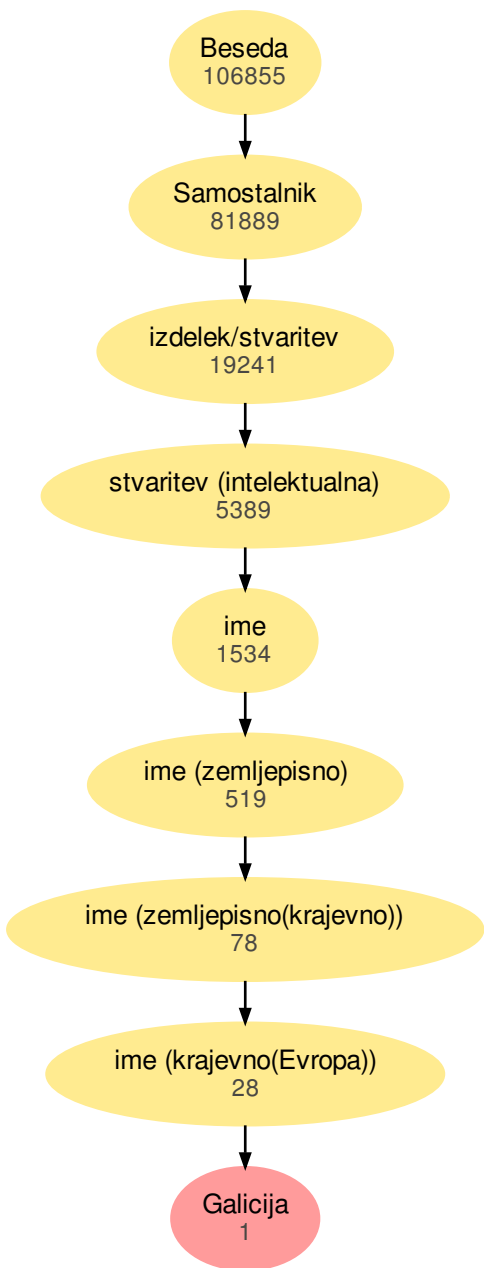 Beseda
106855
Samostalnik
81889
izdelek/stvaritev
19241
stvaritev (intelektualna)
5389
ime
1534
ime (zemljepisno)
519
ime (zemljepisno(krajevno))
78
ime (krajevno(Evropa))
28
Galicija
1